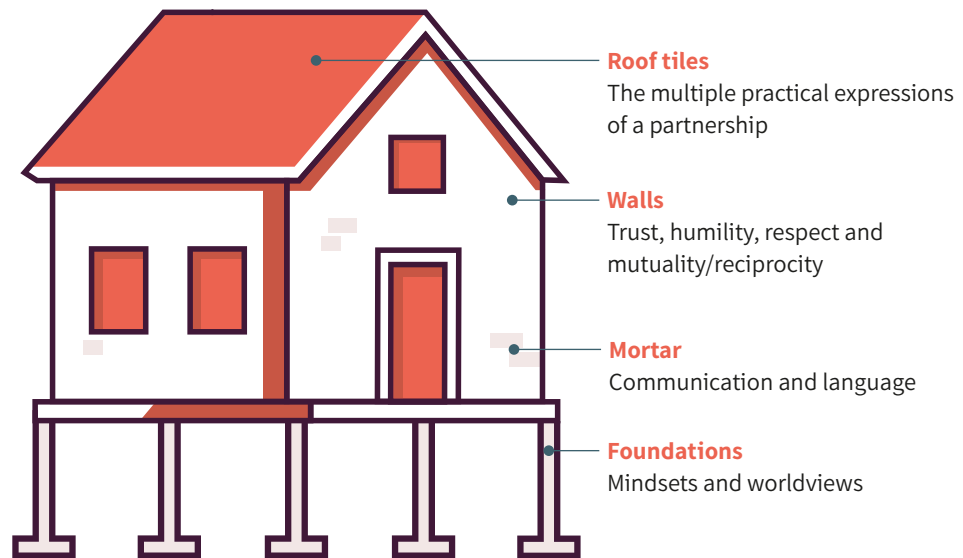 Roof tiles
The multiple practical expressions
of a partnership
Walls
Trust, humility, respect and
mutuality/reciprocity
Mortar
Communication and language
Foundations
Mindsets and worldviews